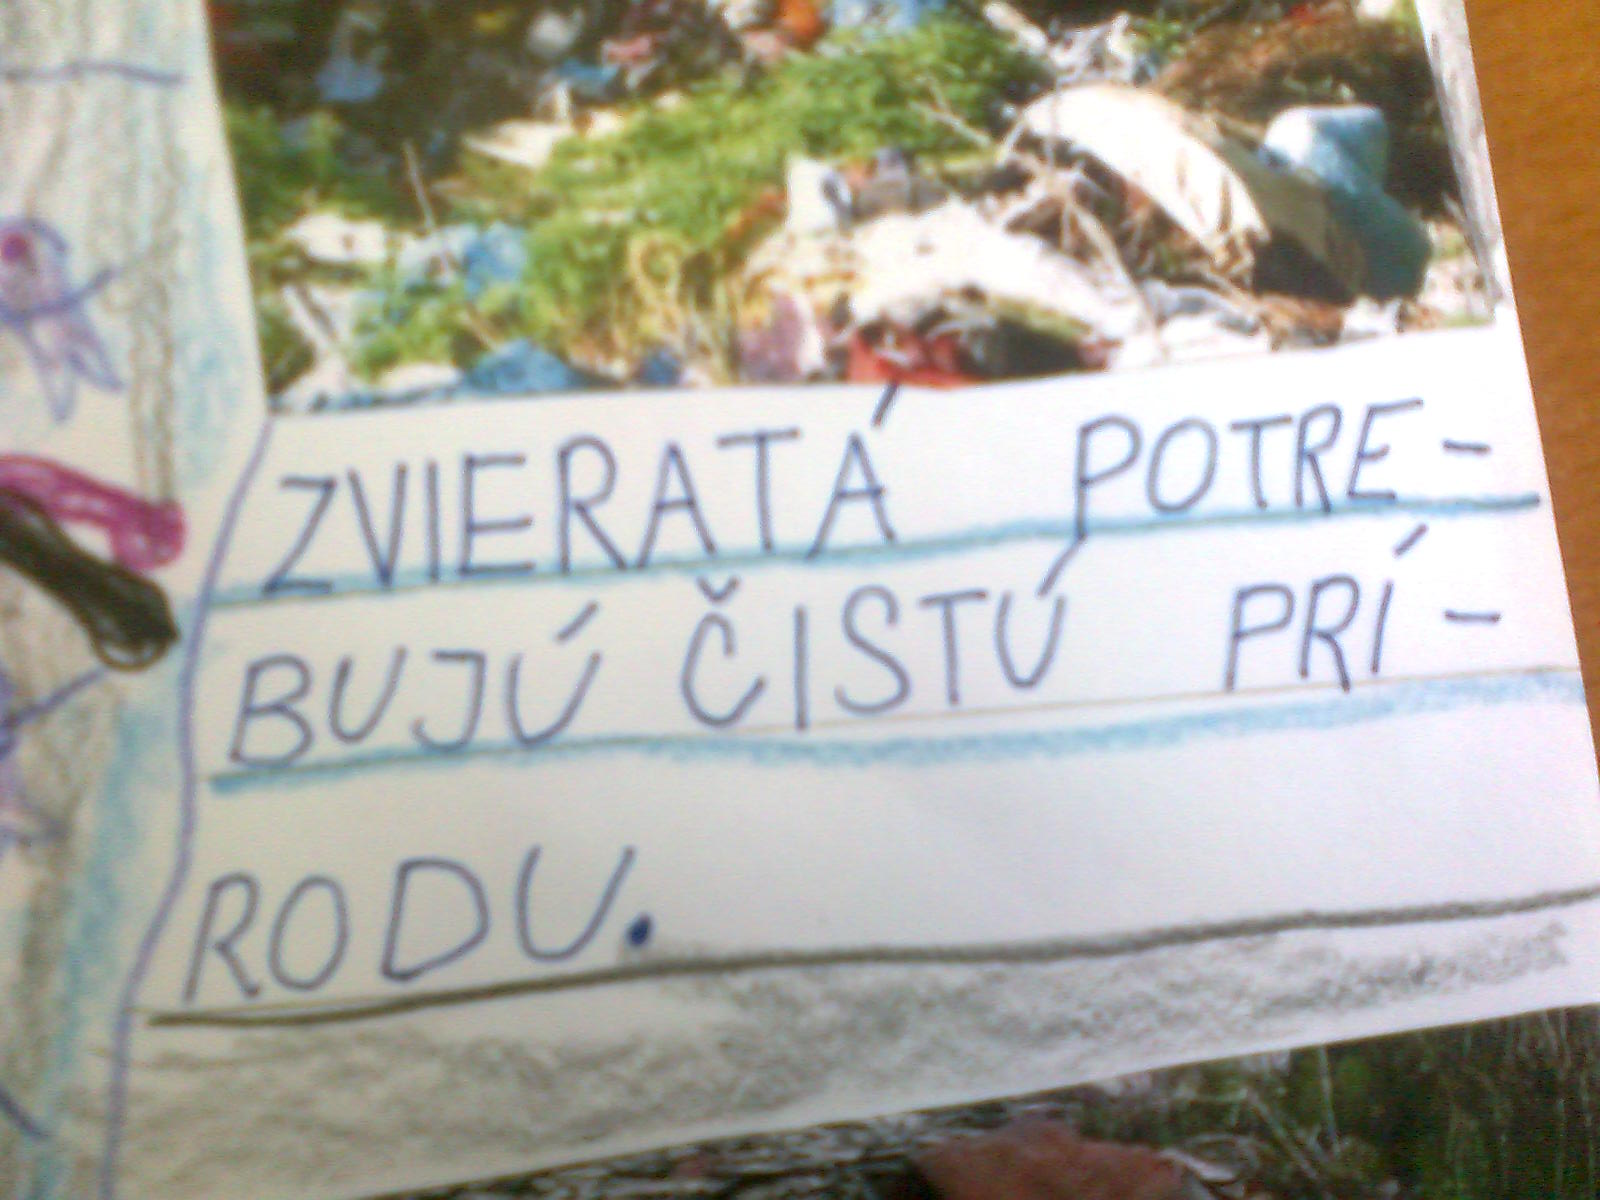 ZVIERATÁ POTRE-
BUJÚ ČISTÚ PRÍ-
RODU.